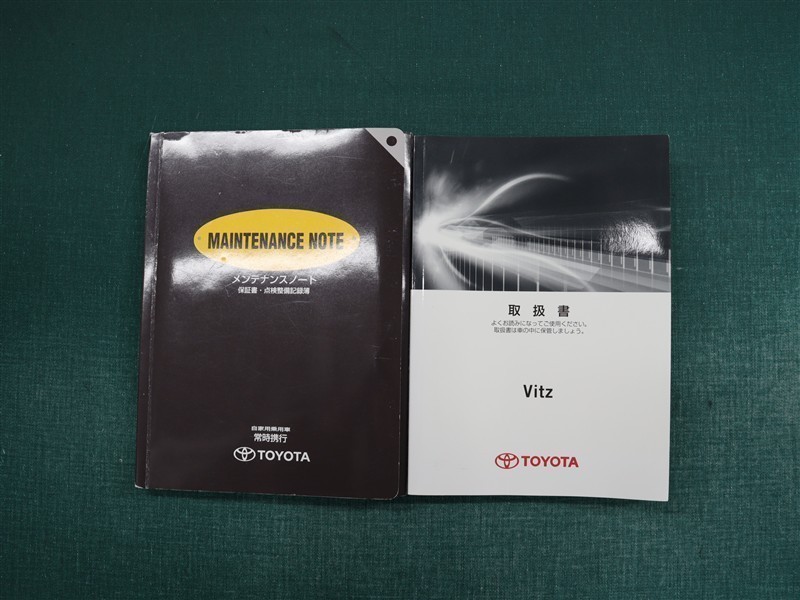 MAINTENANCE NOTE
メンテナンスノート
保証書・点検整備記録簿
自家用乗用車
常時携行
TOYOTA
取扱書
よくお読みになってご使用ください。
取扱書は車の中に保管しましょう。
Vitz
TOYOTA